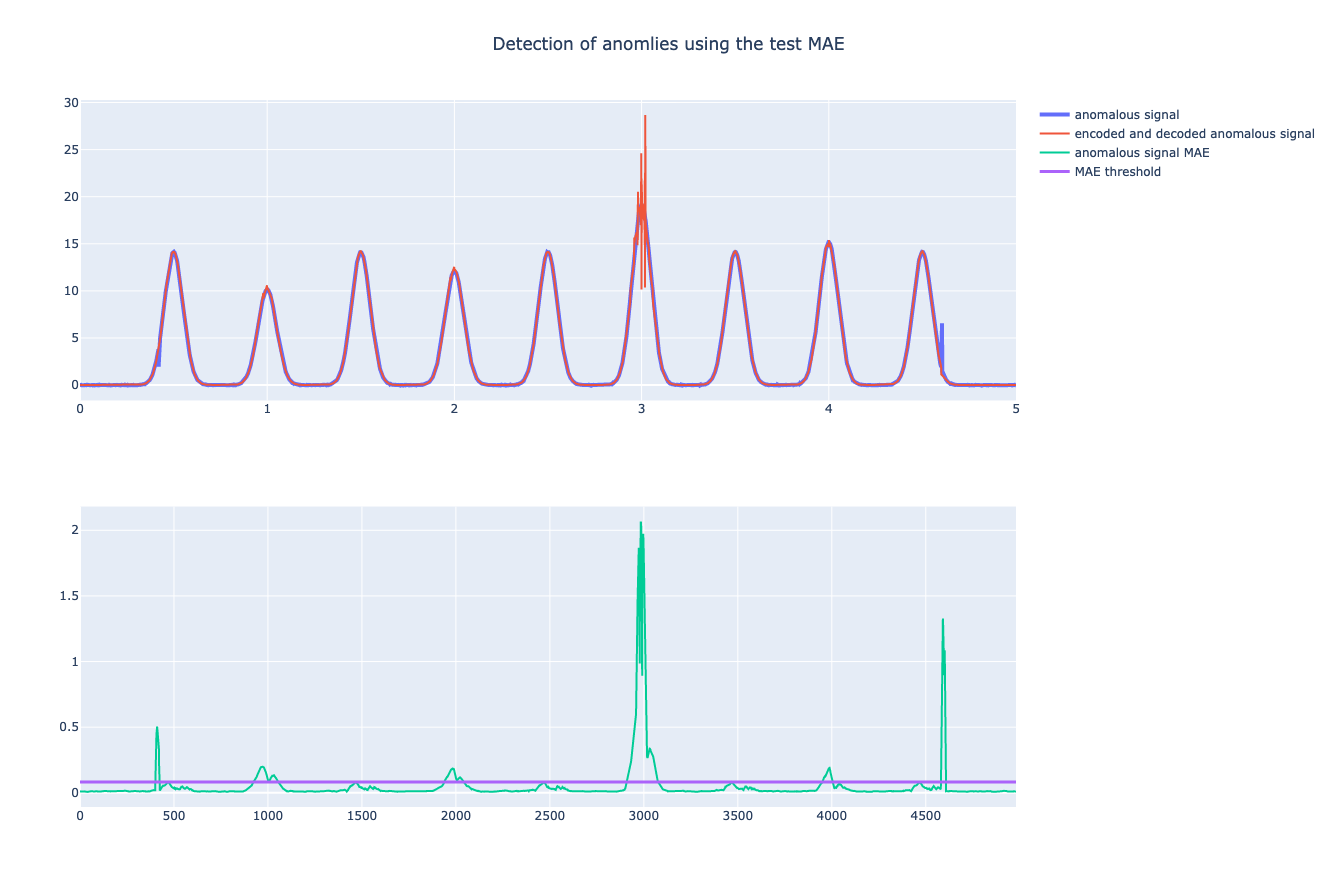 Detection of anomlies using the test MAE
30
25
20
15
10
5
0
0 1 2 3 4 5
anomalous signal
encoded and decoded anomalous signal
anomalous signal MAE
MAE threshold
2
1.5
1
0.5
0
0 500 1000 1500 2000 2500 3000 3500 4000 4500